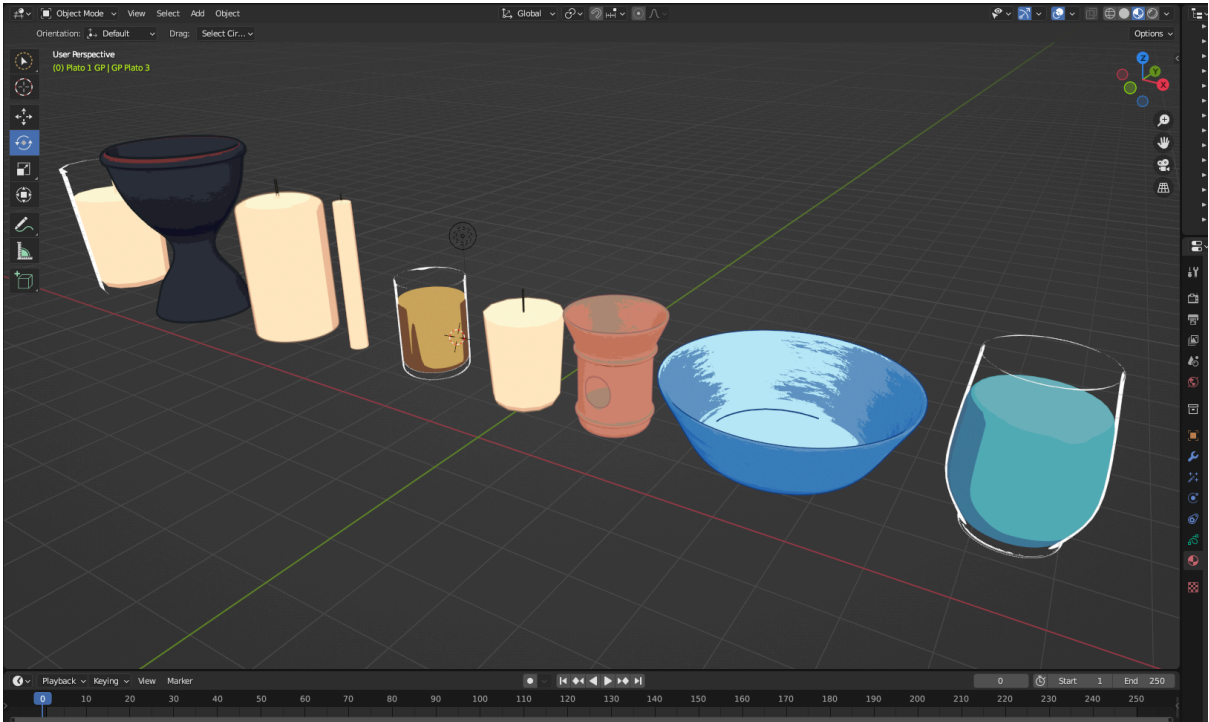 Object Mode View Select Add Object Global
Orientation: Default Drag: Select Cir... Options
User Perspective
(0) Plato 1 GP | GP Plato 3
Z
Y
X
Playback Keying View Marker 0 Start 1 End 250
0 10 20 30 40 50 60 70 80 90 100 110 120 130 140 150 160 170 180 190 200 210 220 230 240 250